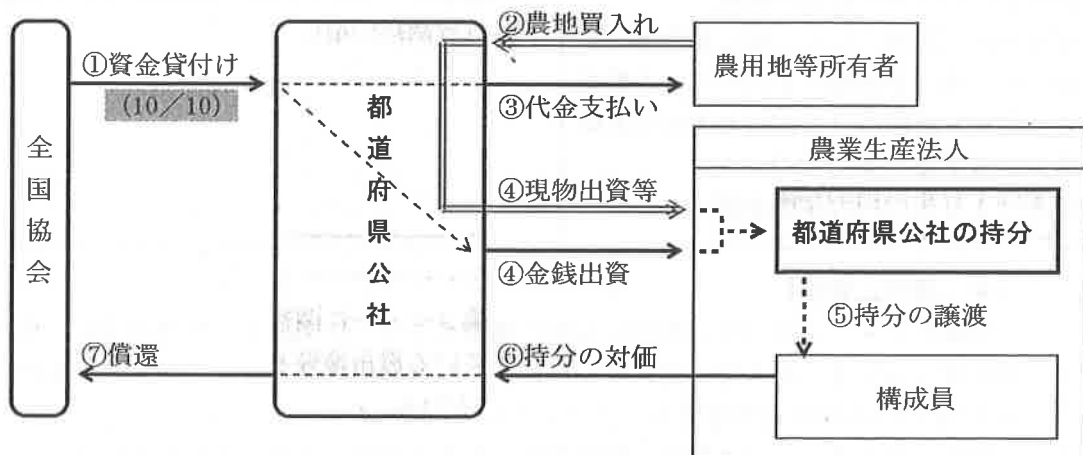 全国協会
①資金貸付け
(10／10)
都道府県公社
②農地買入れ
農用地等所有者
③代金支払い
農業生産法人
④現物出資等
都道府県公社の持分
④金銭出資
⑤持分の譲渡
⑦償還
⑥持分の対価
構成員